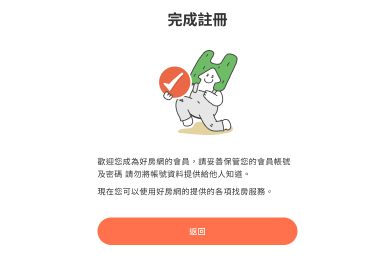 完成註冊
歡迎您成為好房網的會員，請妥善保管您的會員帳號
及密碼 請勿將帳號資料提供給他人知道。
現在您可以使用好房網的提供的各項找房服務。
返回